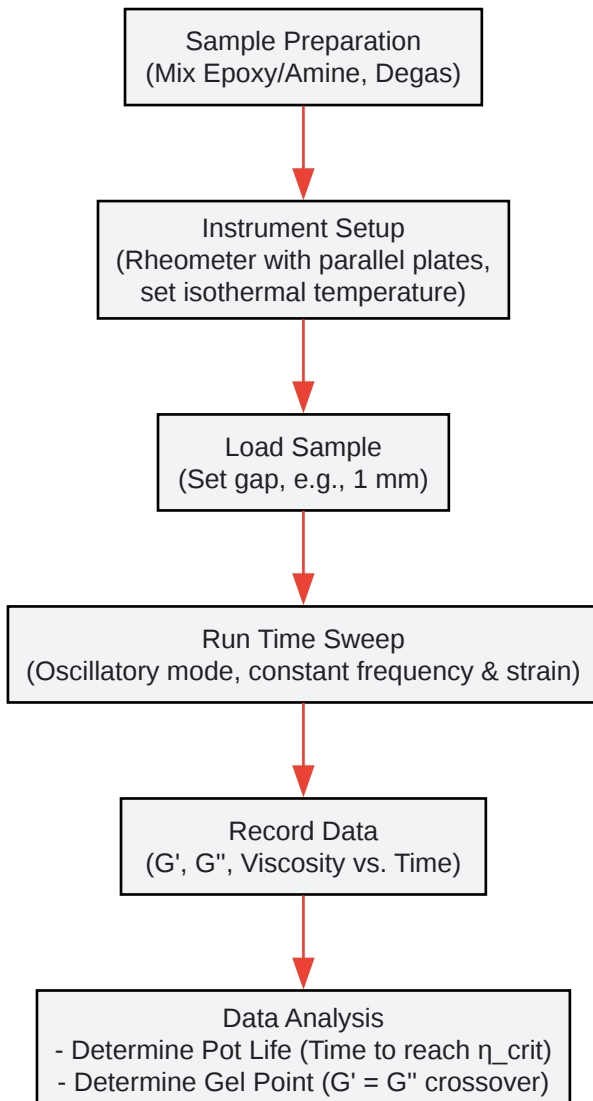 Sample Preparation
(Mix Epoxy/Amine, Degas)
Instrument Setup
(Rheometer with parallel plates,
set isothermal temperature)
Load Sample
(Set gap, e.g., 1 mm)
Run Time Sweep
(Oscillatory mode, constant frequency & strain)
Record Data
(G', G'', Viscosity vs. Time)
Data Analysis
- Determine Pot Life (Time to reach η_crit)
- Determine Gel Point (G' = G'' crossover)